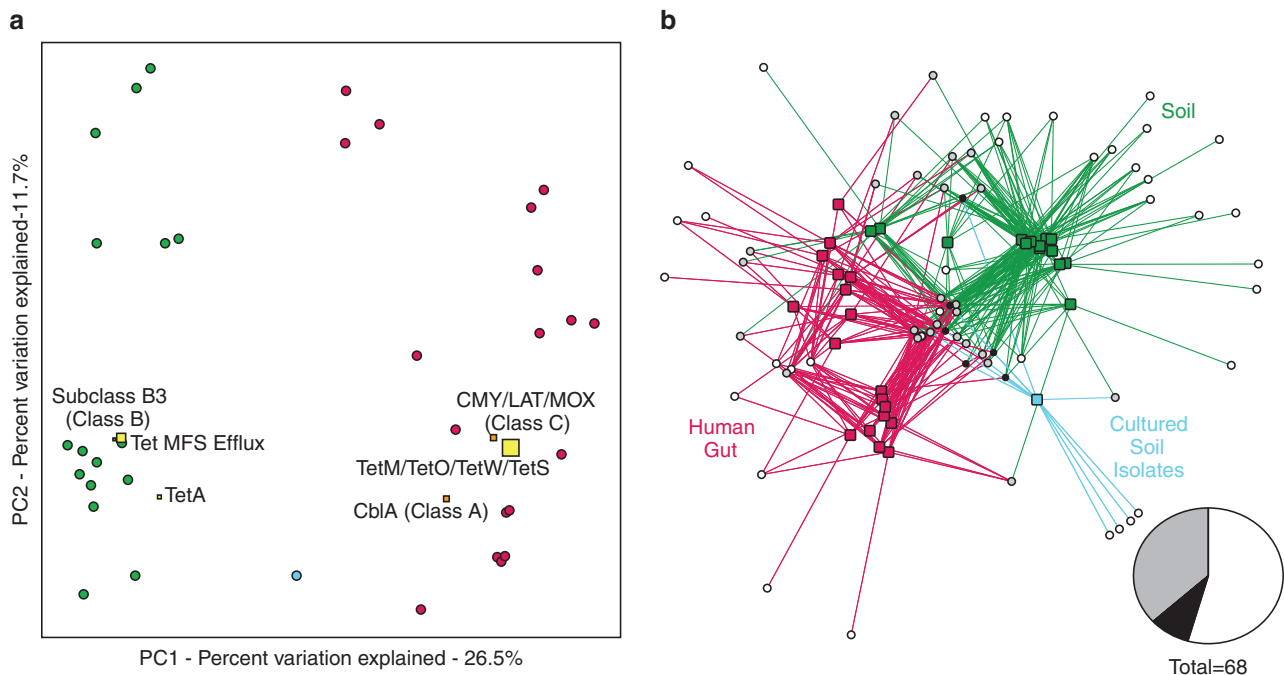 a
PC2 - Percent variation explained-11.7%
Subclass B3
(Class B)
Tet MFS Efflux
TetA
CMY/LAT/MOX
(Class C)
TetM/TetO/TetW/TetS
CblA (Class A)
PC1 - Percent variation explained - 26.5%
b
Soil
Human
Gut
Cultured
Soil
Isolates
Total=68